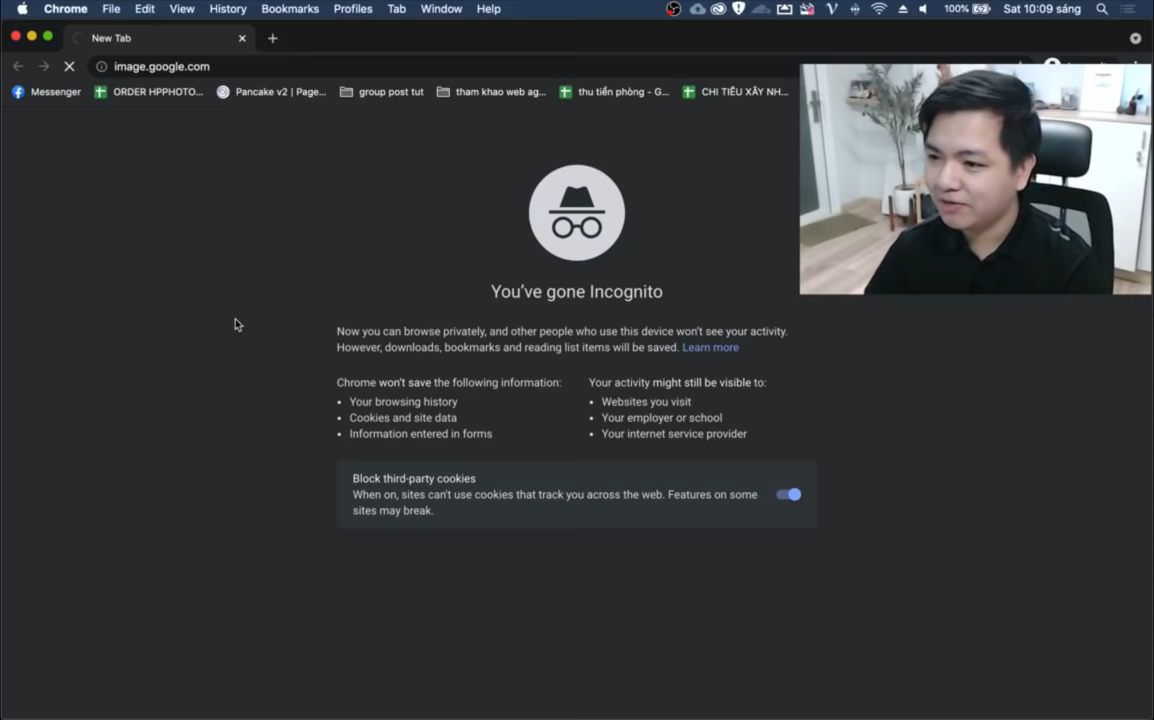 Chrome File Edit View History Bookmarks Profiles Tab Window Help 100% Sat 10:09 sáng
New Tab
image.google.com
Messenger ORDER HPPHOTO... Pancake v2 | Page... group post tut tham khao web ag... thu tiền phòng - G... CHI TIÊU XÂY NH...
You've gone Incognito
Now you can browse privately, and other people who use this device won't see your activity.
However, downloads, bookmarks and reading list items will be saved. Learn more
Chrome won't save the following information:
• Your browsing history
• Cookies and site data
• Information entered in forms
Your activity might still be visible to:
• Websites you visit
• Your employer or school
• Your internet service provider
Block third-party cookies
When on, sites can't use cookies that track you across the web. Features on some
sites may break.